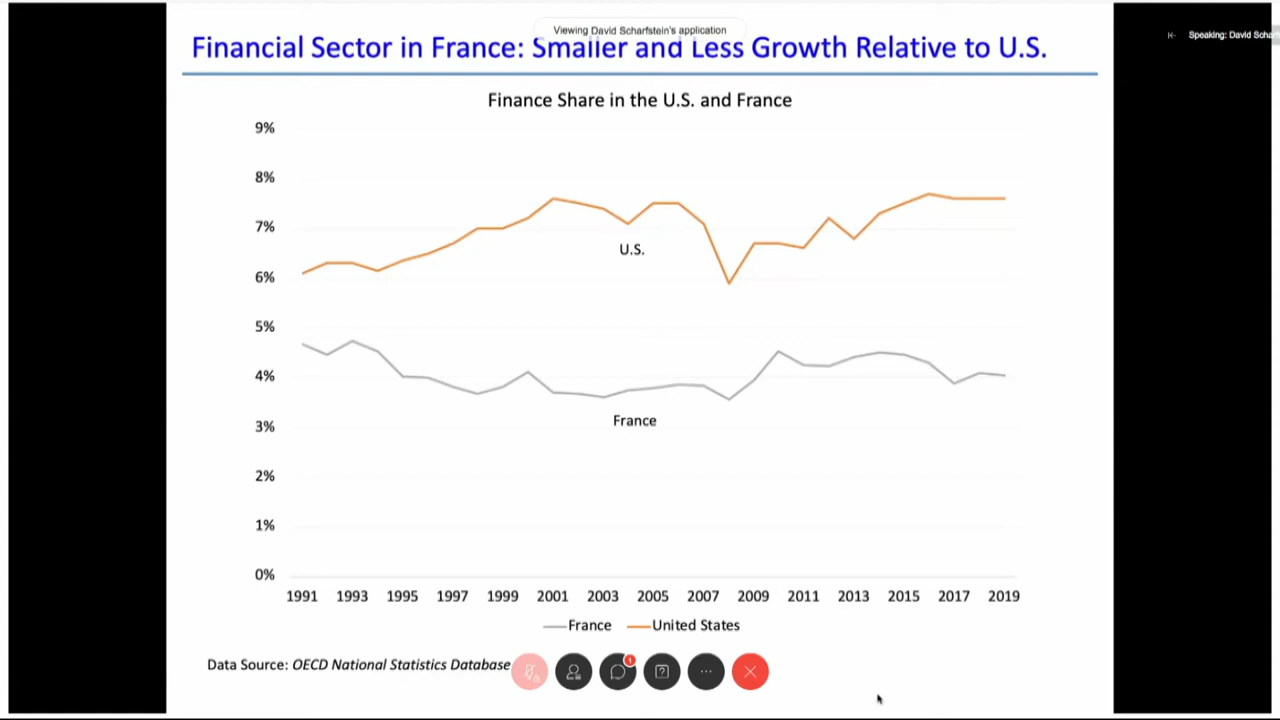 Viewing David Scharfstein's application
Speaking: David Schar
Financial Sector in France: Smaller and Less Growth Relative to U.S.
Finance Share in the U.S. and France
9%
8%
7%
6%
5%
4%
3%
2%
1%
0%
U.S.
France
1991 1993 1995 1997 1999 2001 2003 2005 2007 2009 2011 2013 2015 2017 2019
France United States
Data Source: OECD National Statistics Database
1